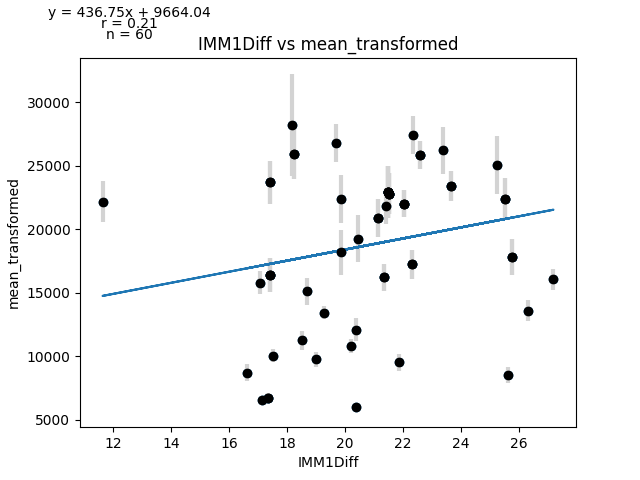 y = 436.75x + 9664.04
r = 0.21
n = 60
IMM1Diff vs mean_transformed
mean_transformed
30000
25000
20000
15000
10000
5000
12 14 16 18 20 22 24 26
IMM1Diff